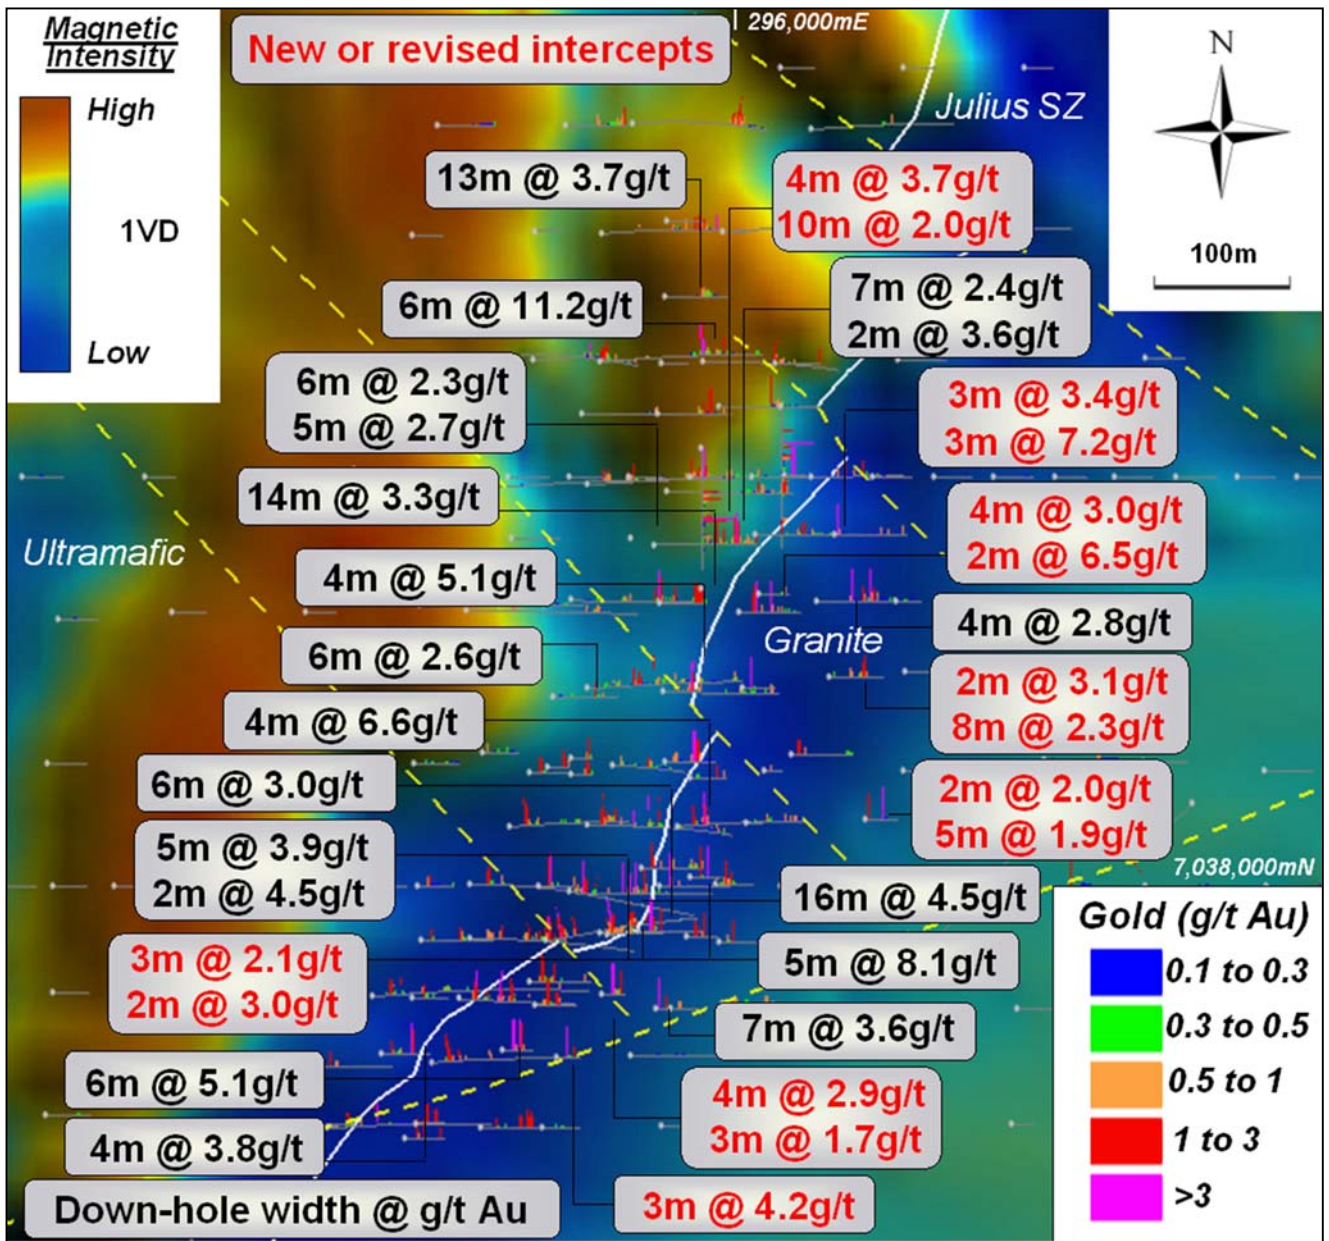 Magnetic
Intensity
High
1VD
Low
New or revised intercepts
296,000mE
N
100m
Julius SZ
13m @ 3.7g/t
4m @ 3.7g/t
10m @ 2.0g/t
6m @ 11.2g/t
7m @ 2.4g/t
2m @ 3.6g/t
6m @ 2.3g/t
5m @ 2.7g/t
3m @ 3.4g/t
3m @ 7.2g/t
14m @ 3.3g/t
4m @ 3.0g/t
2m @ 6.5g/t
Ultramafic
4m @ 5.1g/t
4m @ 2.8g/t
Granite
6m @ 2.6g/t
2m @ 3.1g/t
8m @ 2.3g/t
4m @ 6.6g/t
6m @ 3.0g/t
2m @ 2.0g/t
5m @ 1.9g/t
5m @ 3.9g/t
2m @ 4.5g/t
7,038,000mN
16m @ 4.5g/t
3m @ 2.1g/t
2m @ 3.0g/t
5m @ 8.1g/t
7m @ 3.6g/t
6m @ 5.1g/t
4m @ 2.9g/t
3m @ 1.7g/t
4m @ 3.8g/t
3m @ 4.2g/t
Down-hole width @ g/t Au
Gold (g/t Au)
0.1 to 0.3
0.3 to 0.5
0.5 to 1
1 to 3
>3